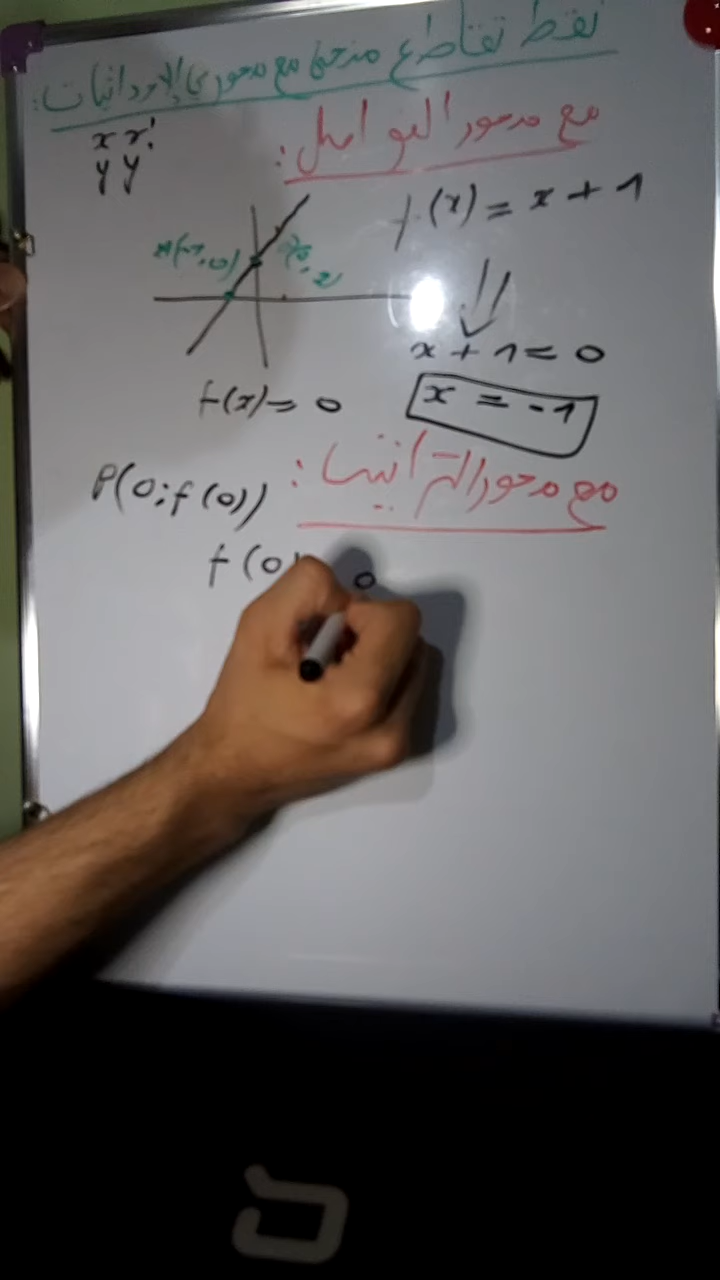 نقط تقاطع منحنى مع محوري الإحداثيات:
x x'
y y'
مع محور الفواصل:
f(x) = x + 1
x + 1 = 0
f(x) = 0
x = -1
مع محور التراتيب:
P(0;f(0))
f(0) 0